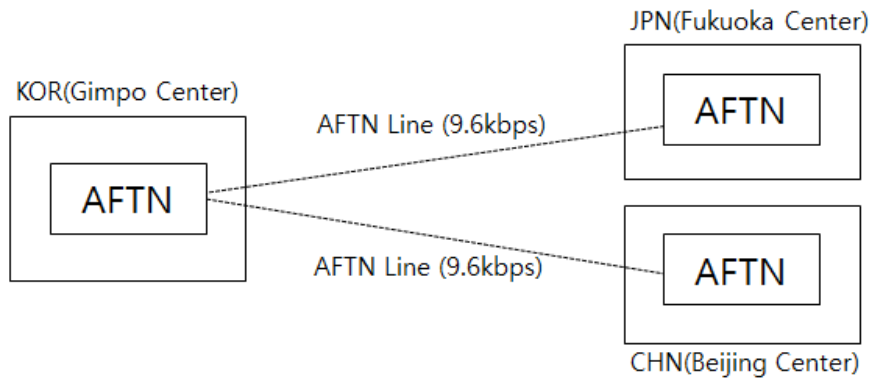 JPN(Fukuoka Center)
KOR(Gimpo Center)
AFTN
AFTN Line (9.6kbps)
AFTN
AFTN Line (9.6kbps)
AFTN
CHN(Beijing Center)